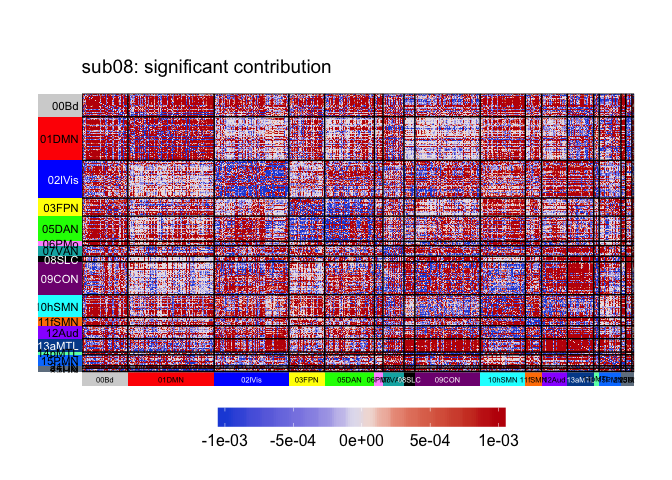 sub08: significant contribution
00Bd
01DMN
02lVis
03FPN
05DAN
06PMo
07VAN
08SLC
09CON
10hSMN
11fSMN
12Aud
13aMTL
15PMN
00Bd 01DMN 02lVis 03FPN 05DAN 08SLC 09CON 10hSMN 11fSMN 12Aud 13aMTL
-1e-03 -5e-04 0e+00 5e-04 1e-03